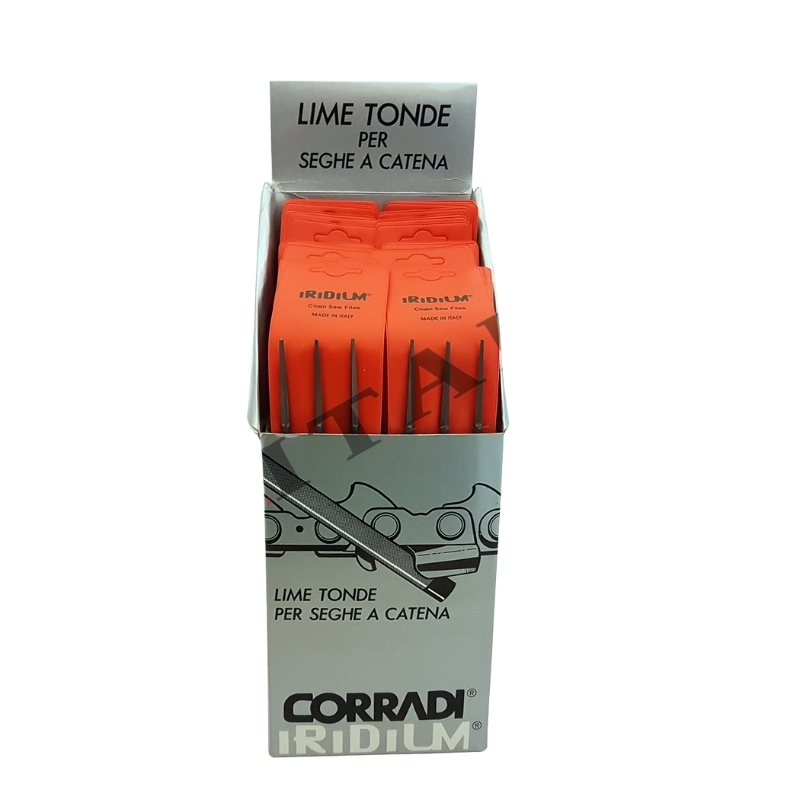 LIME TONDE
PER
SEGHE A CATENA
IRIDIUM®
Chain Saw Files
MADE IN ITALY
IRIDIUM®
Chain Saw Files
MADE IN ITALY
LIME TONDE
PER SEGHE A CATENA
CORRADI®
IRIDIUM®